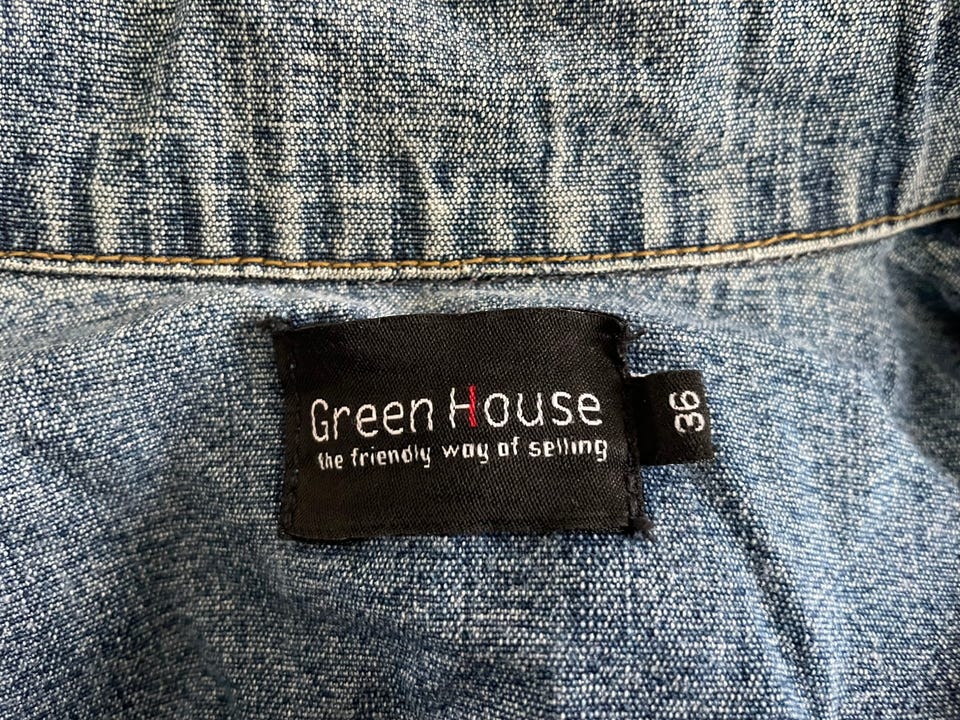 Green House
the friendly way of selling
36